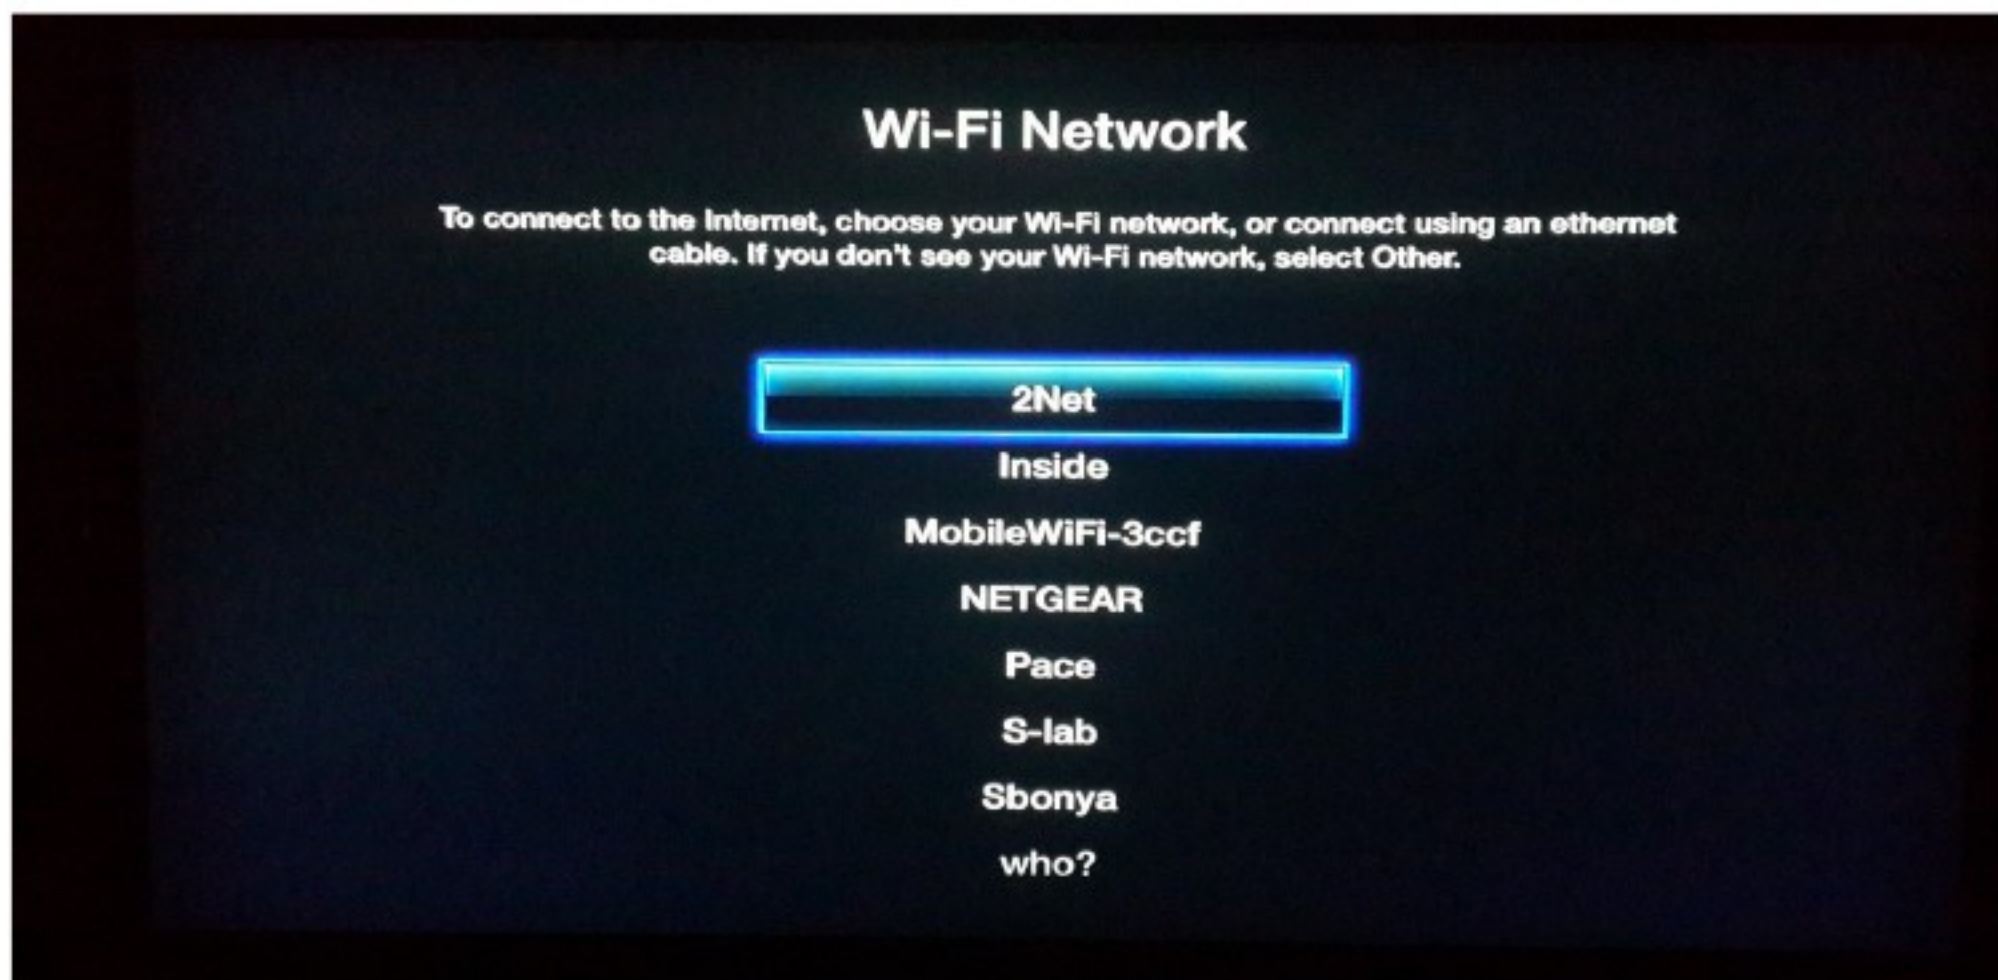 Wi-Fi Network
To connect to the Internet, choose your Wi-Fi network, or connect using an ethernet
cable. If you don't see your Wi-Fi network, select Other.
2Net
Inside
MobileWiFi-3ccf
NETGEAR
Pace
S-lab
Sbonya
who?